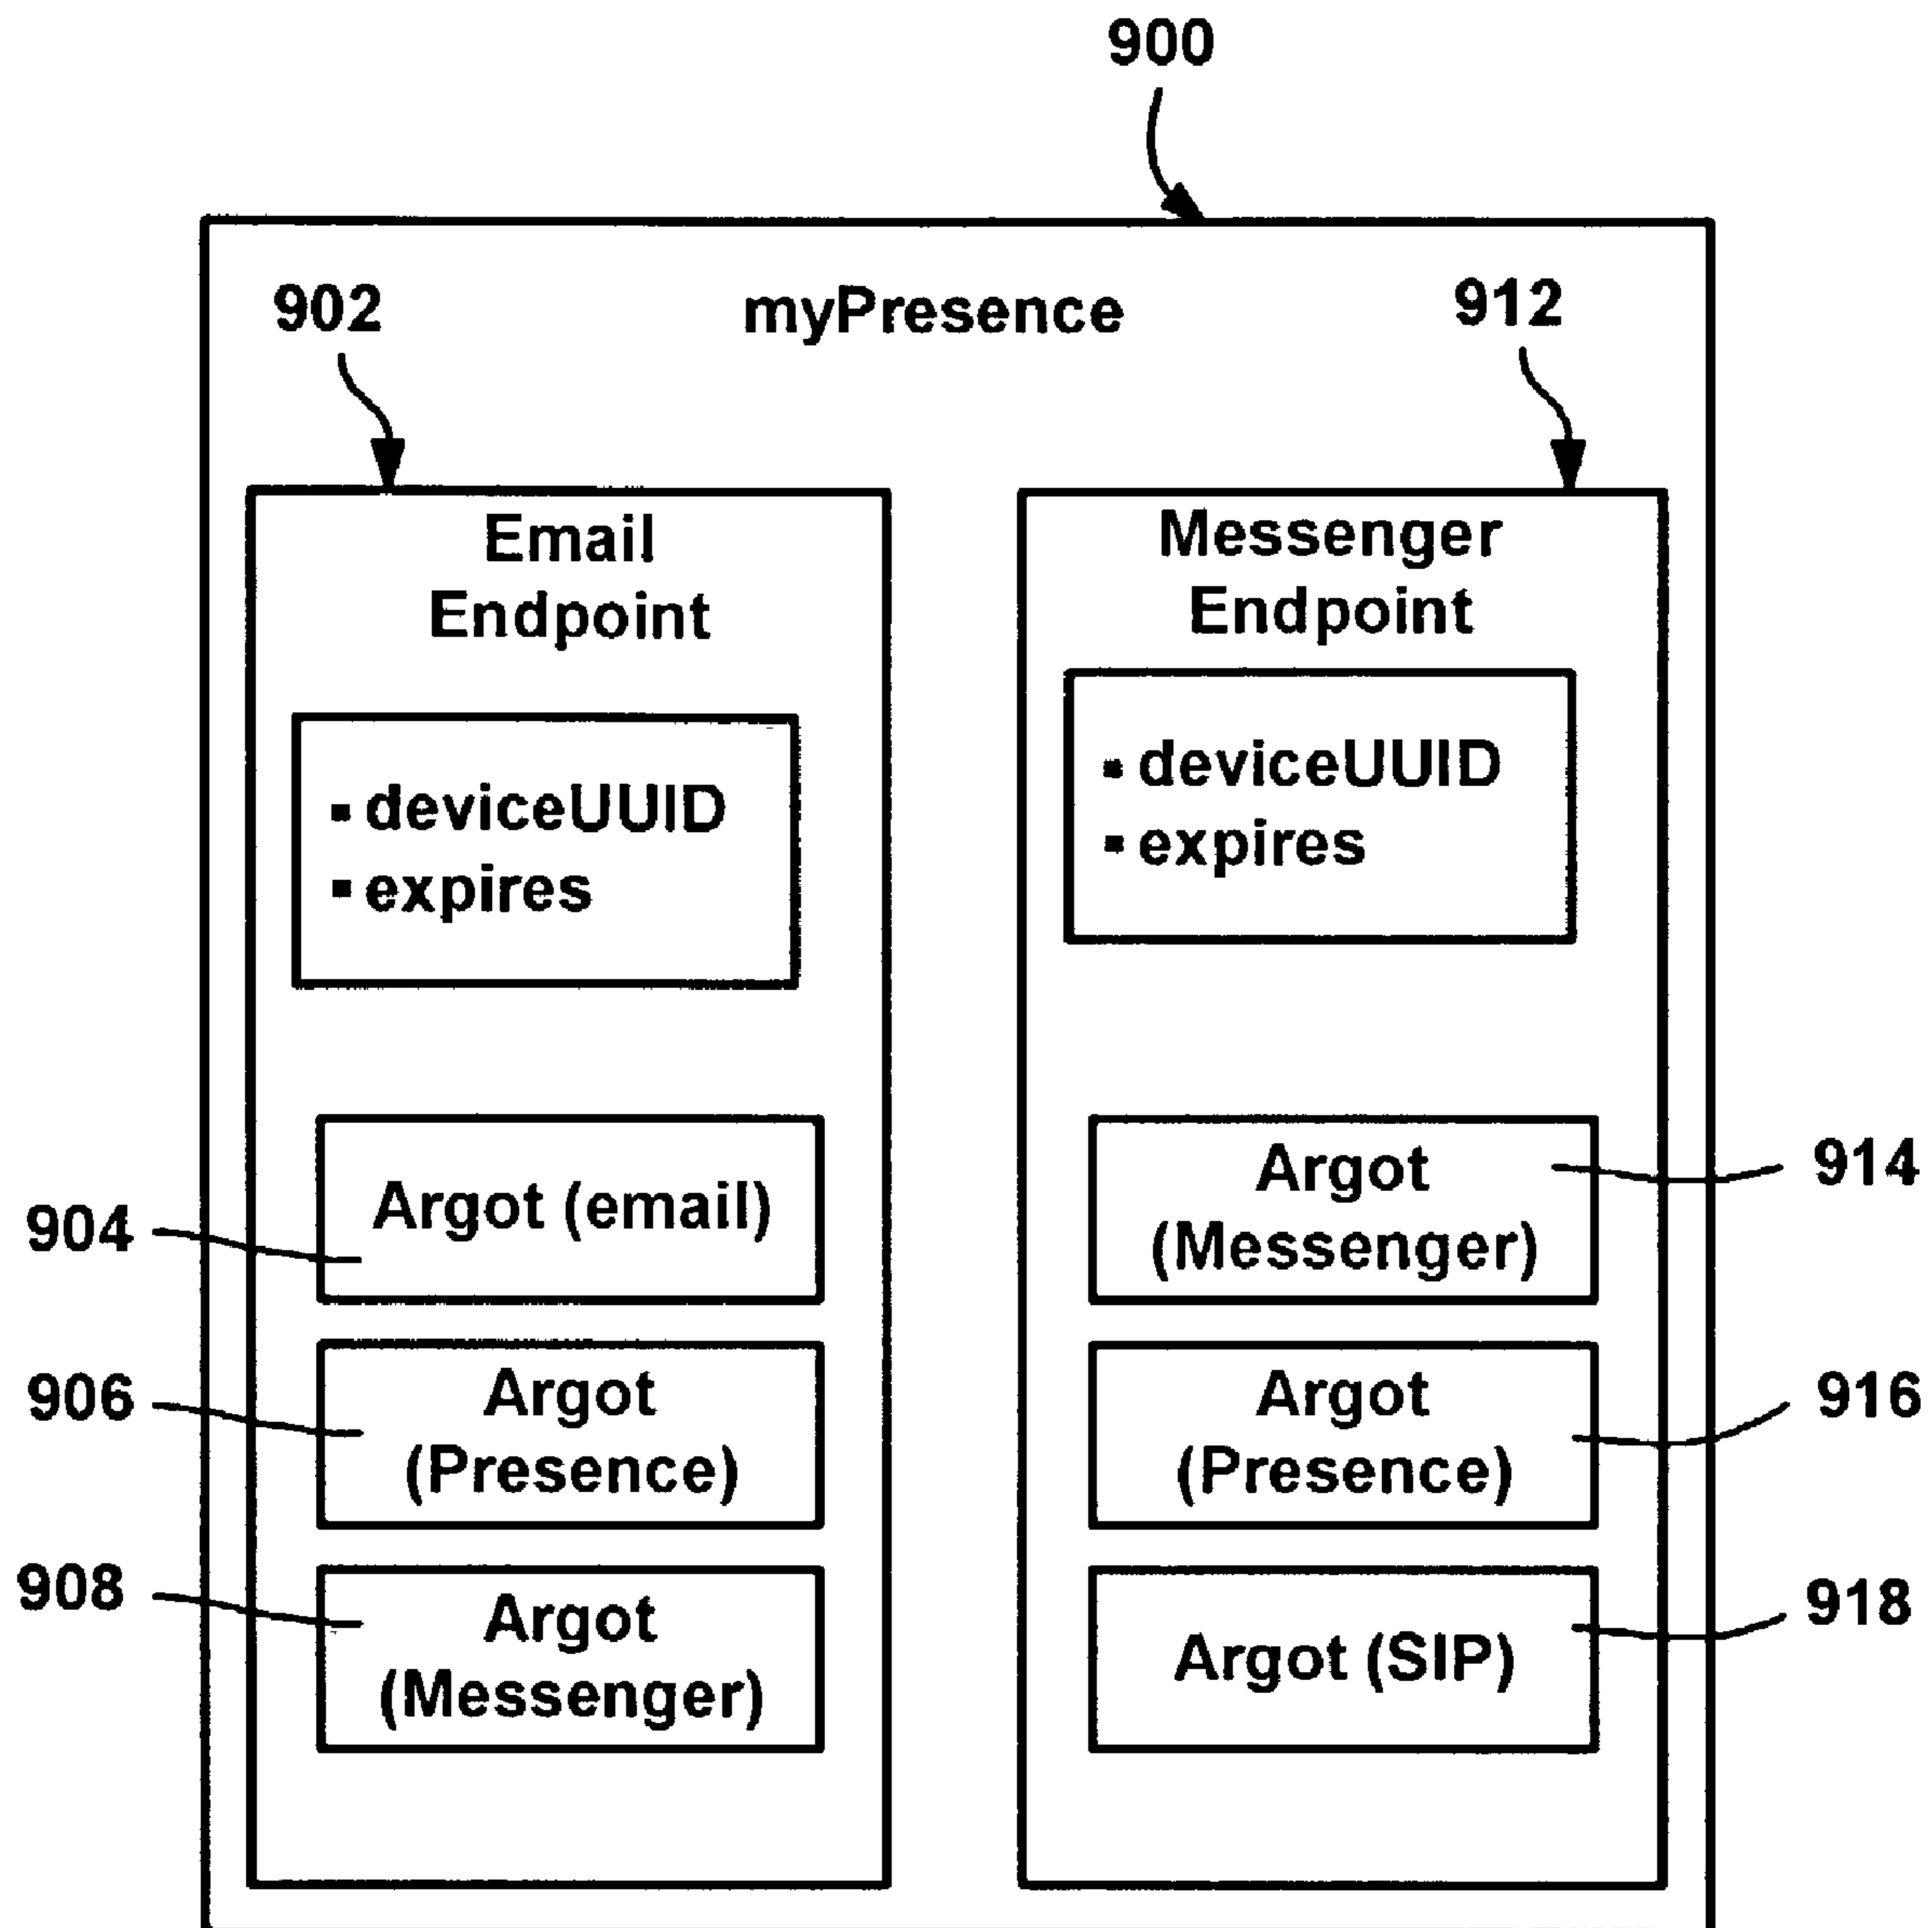 900
902
myPresence
912
Email
Endpoint
▪ deviceUUID
▪ expires
Argot (email)
904
Argot
(Presence)
906
Argot
(Messenger)
908
Messenger
Endpoint
▪ deviceUUID
▪ expires
Argot
(Messenger)
914
Argot
(Presence)
916
Argot (SIP)
918